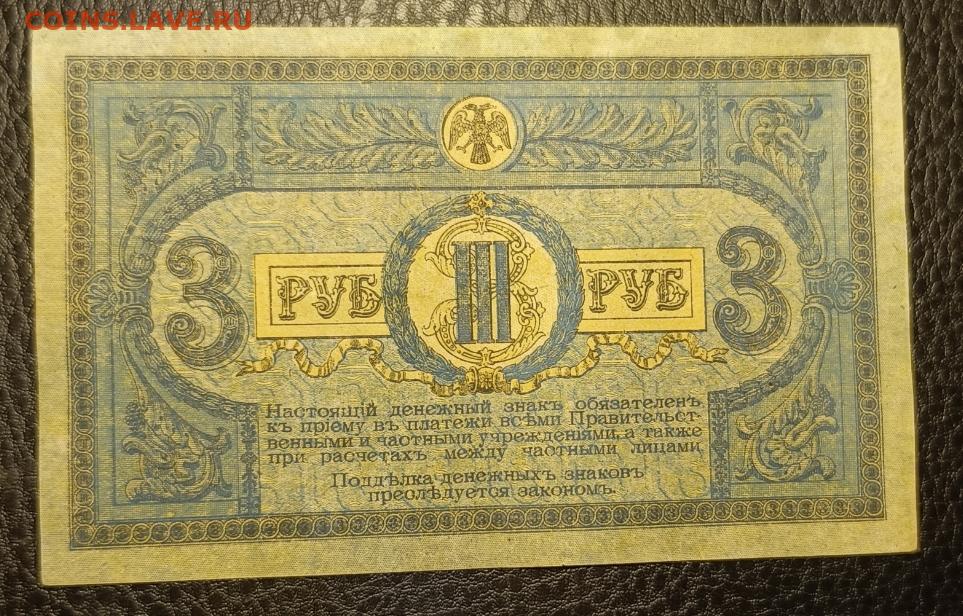 COINS.LAVE.RU
3 РУБ III РУБ 3
Настоящій денежный знакъ обязателенъ
къ пріему въ платежи всѣми Правительст-
венными и частными учрежденіями, а также
при расчетахъ между частными лицами.
Поддѣлка денежныхъ знаковъ
преслѣдуется закономъ.